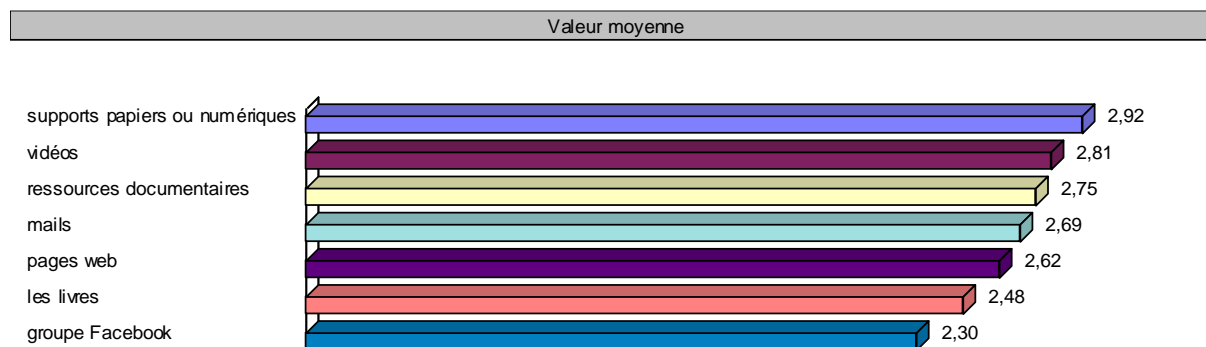 Valeur moyenne
supports papiers ou numériques 2,92
vidéos 2,81
ressources documentaires 2,75
mails 2,69
pages web 2,62
les livres 2,48
groupe Facebook 2,30